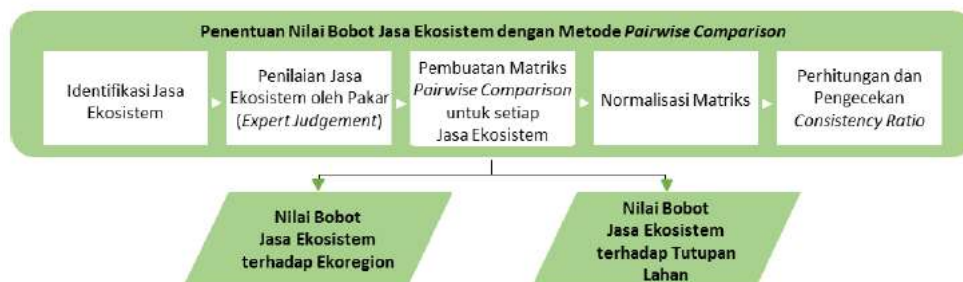 Penentuan Nilai Bobot Jasa Ekosistem dengan Metode Pairwise Comparison
Identifikasi Jasa
Ekosistem
Penilaian Jasa
Ekosistem oleh Pakar
(Expert Judgement)
Pembuatan Matriks
Pairwise Comparison
untuk setiap
Jasa Ekosistem
Normalisasi Matriks
Perhitungan dan
Pengecekan
Consistency Ratio
Nilai Bobot
Jasa Ekosistem
terhadap Ekoregion
Nilai Bobot
Jasa Ekosistem
terhadap Tutupan
Lahan